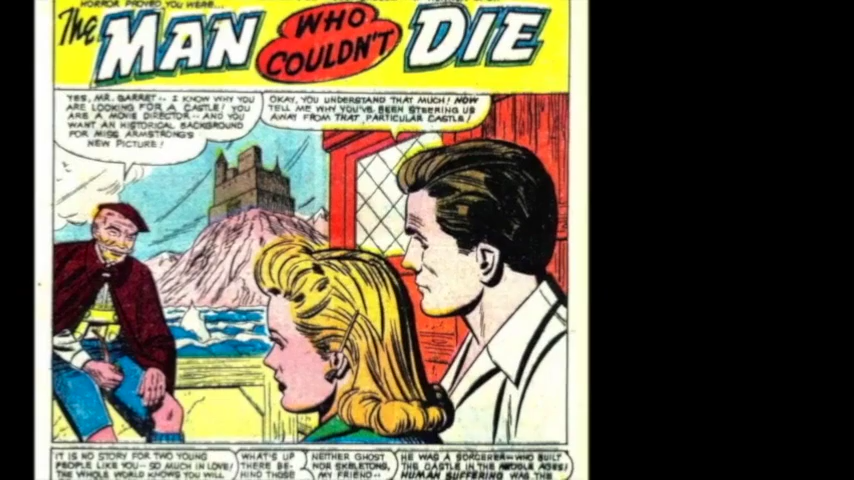 HORROR PROVED YOU WERE...
The MAN WHO COULDN'T DIE
YES, MR. BARRET -- I KNOW WHY YOU
ARE LOOKING FOR A CASTLE! YOU
ARE A MOVIE DIRECTOR -- AND YOU
WANT AN HISTORICAL BACKGROUND
FOR MISS ARMSTRONG'S
NEW PICTURE!
OKAY, YOU UNDERSTAND THAT MUCH! NOW
TELL ME WHY YOU'VE BEEN STEERING US
AWAY FROM THAT PARTICULAR CASTLE!
IT IS NO STORY FOR TWO YOUNG
PEOPLE LIKE YOU -- SO MUCH IN LOVE!
THE WHOLE WORLD KNOWS YOU WILL
WHAT'S UP
THERE BE-
HIND THOSE
NEITHER GHOST
NOR SKELETONS,
MY FRIEND --
HE WAS A SORCERER -- WHO BUILT
THE CASTLE IN THE MIDDLE AGES!
HUMAN SUFFERING WAS THE